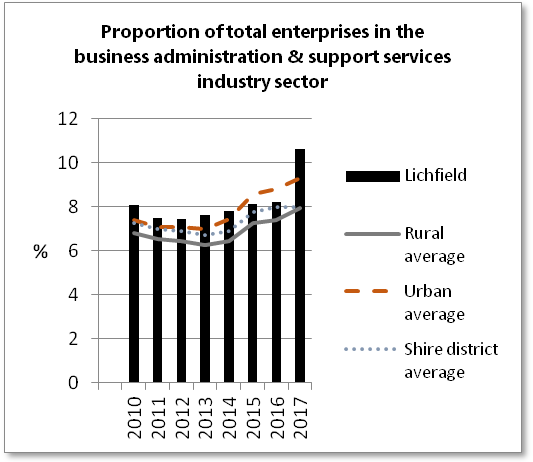 Proportion of total enterprises in the
business administration & support services
industry sector
12
10
8
6
4
2
0
%
2010
2011
2012
2013
2014
2015
2016
2017
Lichfield
Rural
average
Urban
average
Shire district
average